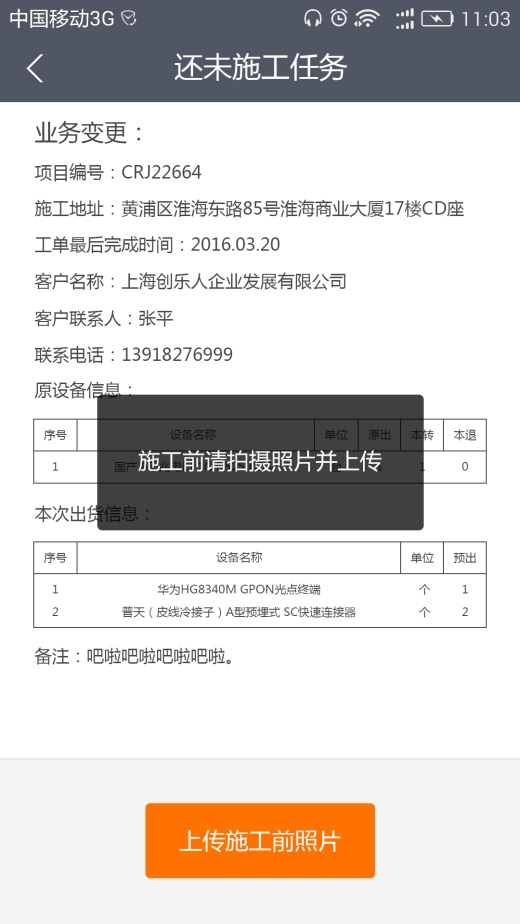 中国移动3G 11:03
还未施工任务
业务变更：
项目编号：CRJ22664
施工地址：黄浦区淮海东路85号淮海商业大厦17楼CD座
工单最后完成时间：2016.03.20
客户名称：上海创乐人企业发展有限公司
客户联系人：张平
联系电话：13918276999
原设备信息：
序号 设备名称 单位 原出 本转 本退
1 国产 1 0
施工前请拍摄照片并上传
本次出货信息：
序号 设备名称 单位 预出
1 华为HG8340M GPON光点终端 个 1
2 普天（皮线冷接子）A型预埋式 SC快速连接器 个 2
备注：吧啦吧啦吧啦吧啦。
上传施工前照片